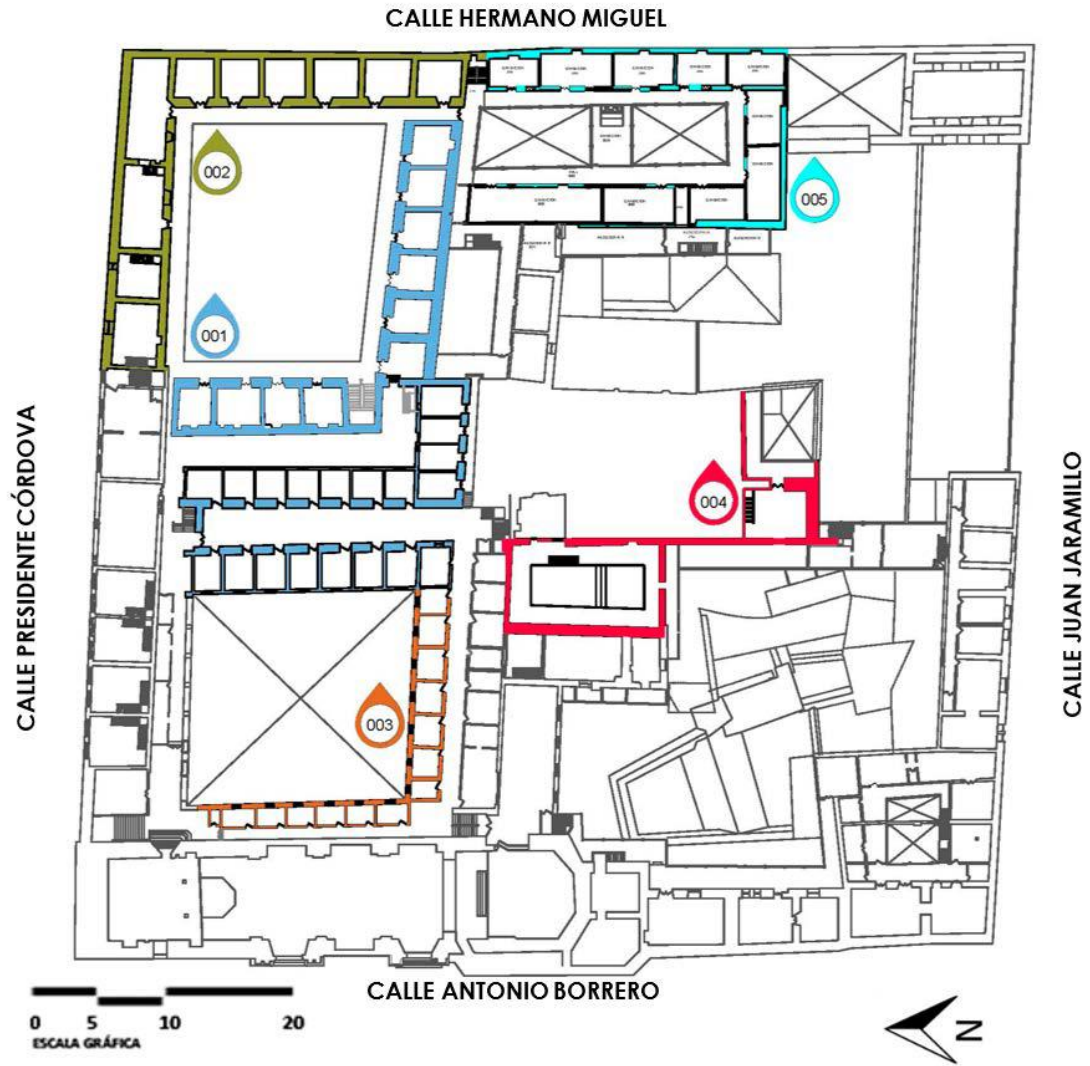 CALLE HERMANO MIGUEL
002
005
001
CALLE PRESIDENTE CÓRDOVA
004
CALLE JUAN JARAMILLO
003
CALLE ANTONIO BORRERO
0 5 10 20
ESCALA GRÁFICA
N